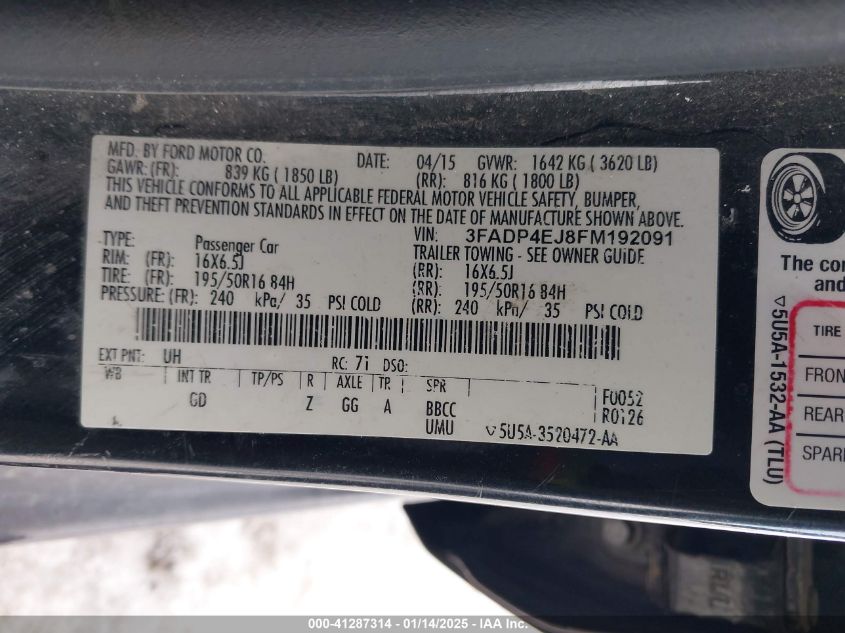 MFD. BY FORD MOTOR CO. DATE: 04/15 GVWR: 1642 KG ( 3620 LB)
GAWR: (FR): 839 KG ( 1850 LB) (RR): 816 KG ( 1800 LB)
THIS VEHICLE CONFORMS TO ALL APPLICABLE FEDERAL MOTOR VEHICLE SAFETY, BUMPER,
AND THEFT PREVENTION STANDARDS IN EFFECT ON THE DATE OF MANUFACTURE SHOWN ABOVE.
VIN: 3FADP4EJ8FM192091
TYPE: Passenger Car TRAILER TOWING - SEE OWNER GUIDE
RIM: (FR): 16X6.5J (RR): 16X6.5J
TIRE: (FR): 195/50R16 84H (RR): 195/50R16 84H
PRESSURE: (FR): 240 kPa/ 35 PSI COLD (RR): 240 kPa/ 35 PSI COLD
EXT PNT: UH RC: 71 DSO:
WB INT TR TP/PS R AXLE TR SPR F0052
GD Z GG A BBCC R0126
UMU ▽5U5A-3520472-AA
The
and
TIRE
FRON
REAR
SPAR
▽5U5A-1532-AA (TLU)
000-41287314 - 01/14/2025 - IAA Inc.